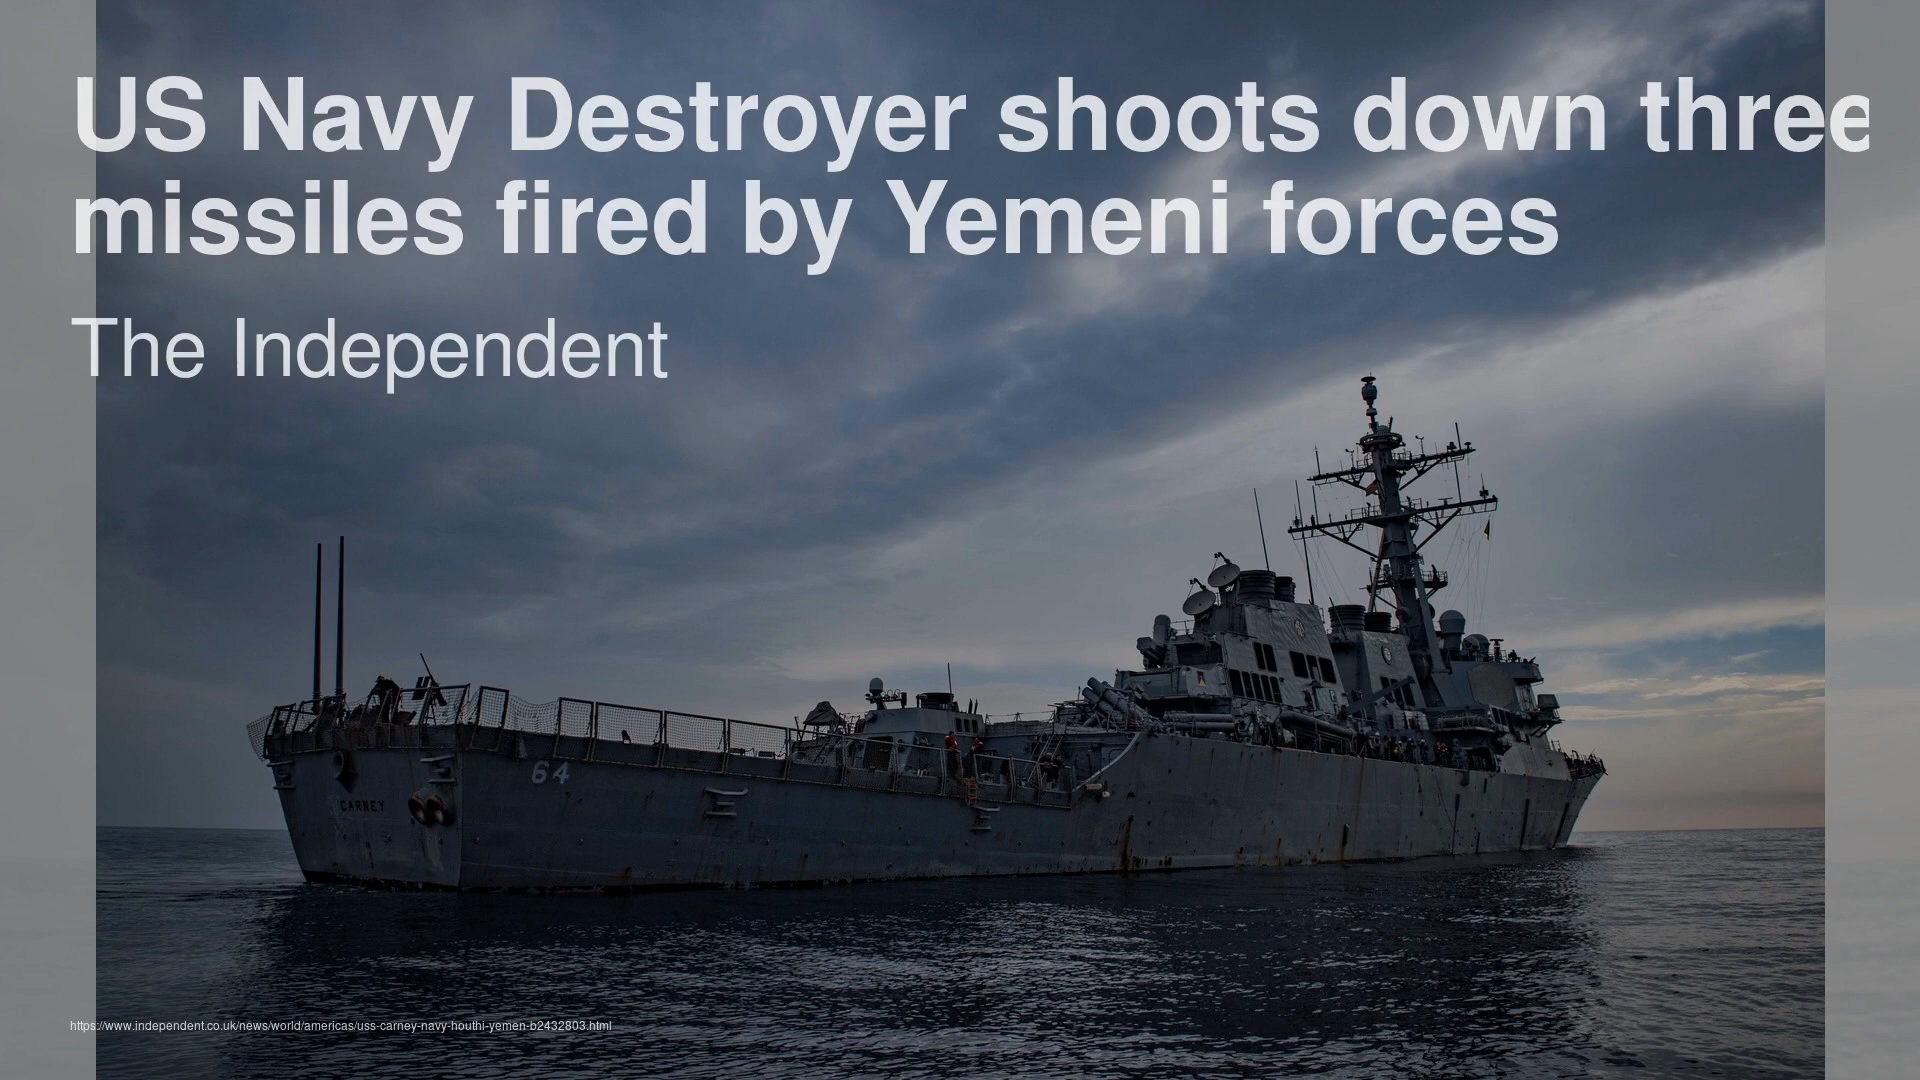 US Navy Destroyer shoots down three
missiles fired by Yemeni forces
The Independent
64
CARNEY
https://www.independent.co.uk/news/world/americas/uss-carney-navy-houthi-yemen-b2432803.html